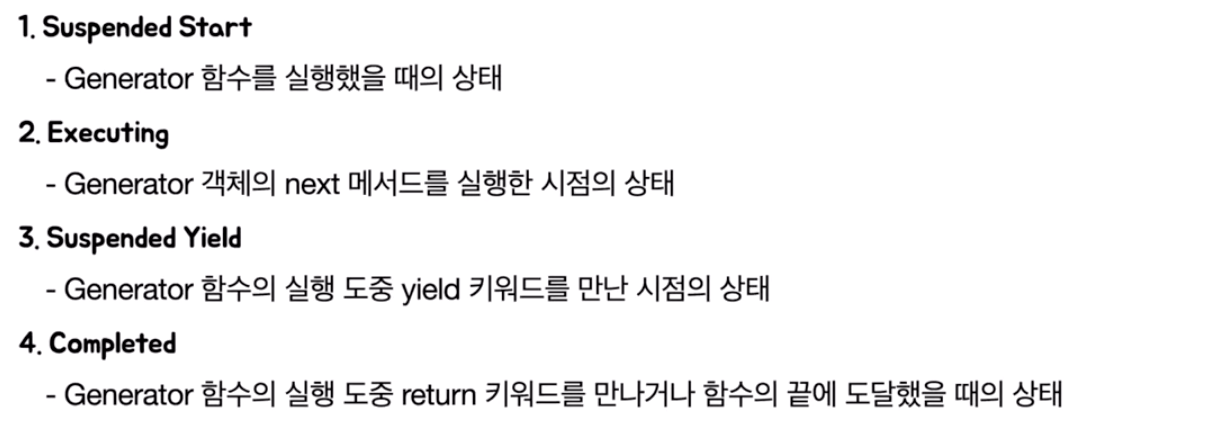 1. Suspended Start
- Generator 함수를 실행했을 때의 상태
2. Executing
- Generator 객체의 next 메서드를 실행한 시점의 상태
3. Suspended Yield
- Generator 함수의 실행 도중 yield 키워드를 만난 시점의 상태
4. Completed
- Generator 함수의 실행 도중 return 키워드를 만나거나 함수의 끝에 도달했을 때의 상태